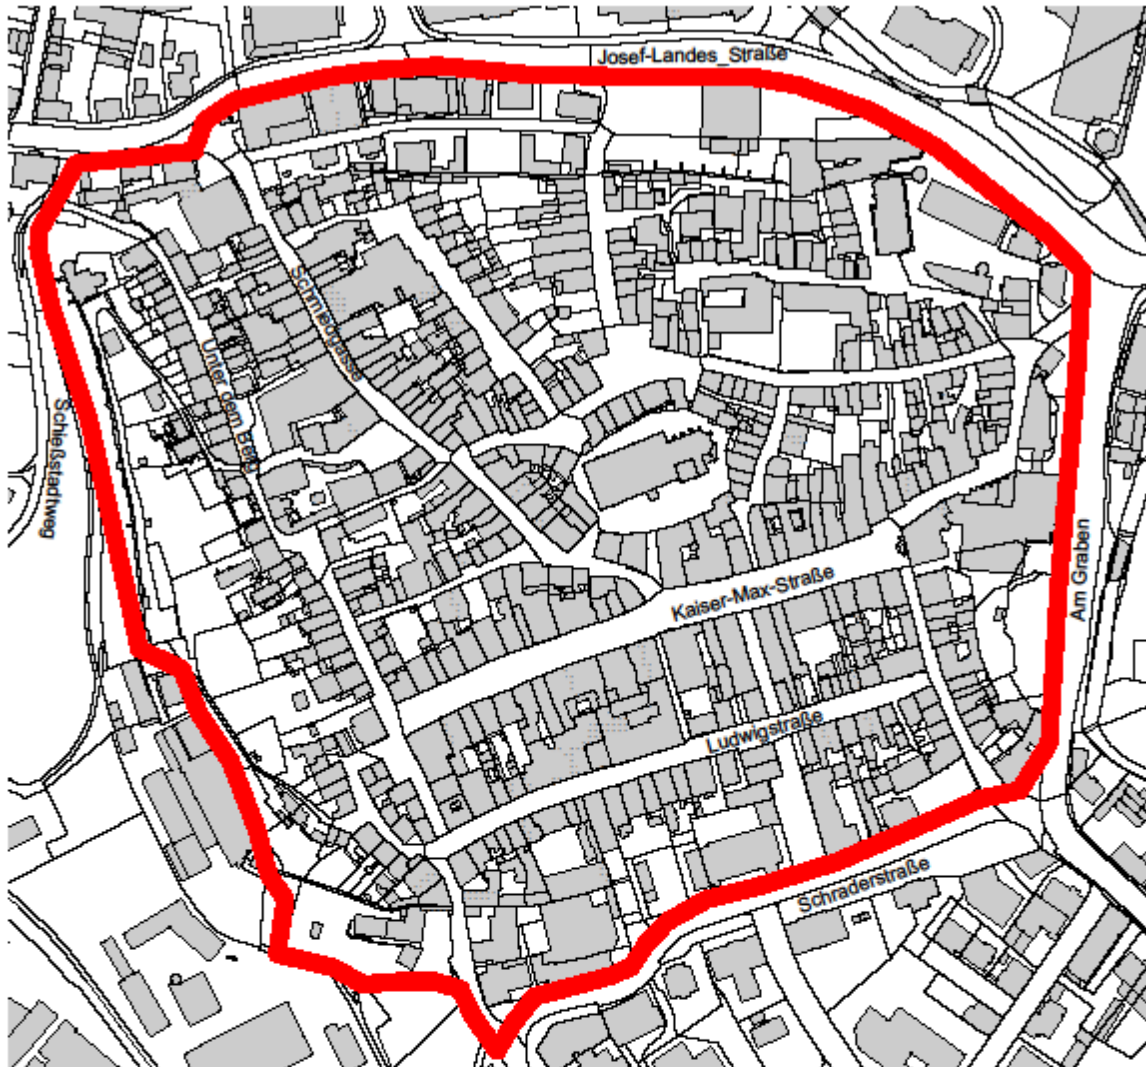 Josef-Landes_Straße
Schmiedgasse
Unter dem Berg
Schießstadtweg
Am Graben
Kaiser-Max-Straße
Ludwigstraße
Schraderstraße